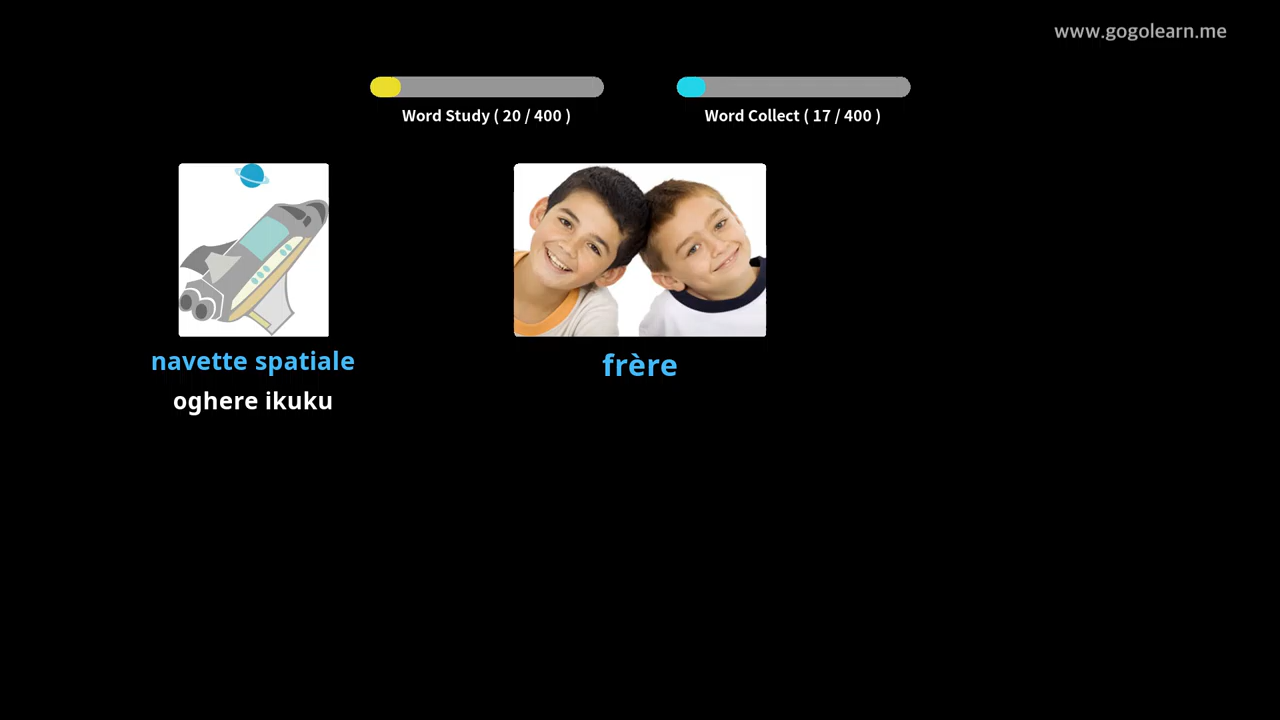 www.gogolearn.me
Word Study ( 20 / 400 )
Word Collect ( 17 / 400 )
navette spatiale
oghere ikuku
frère